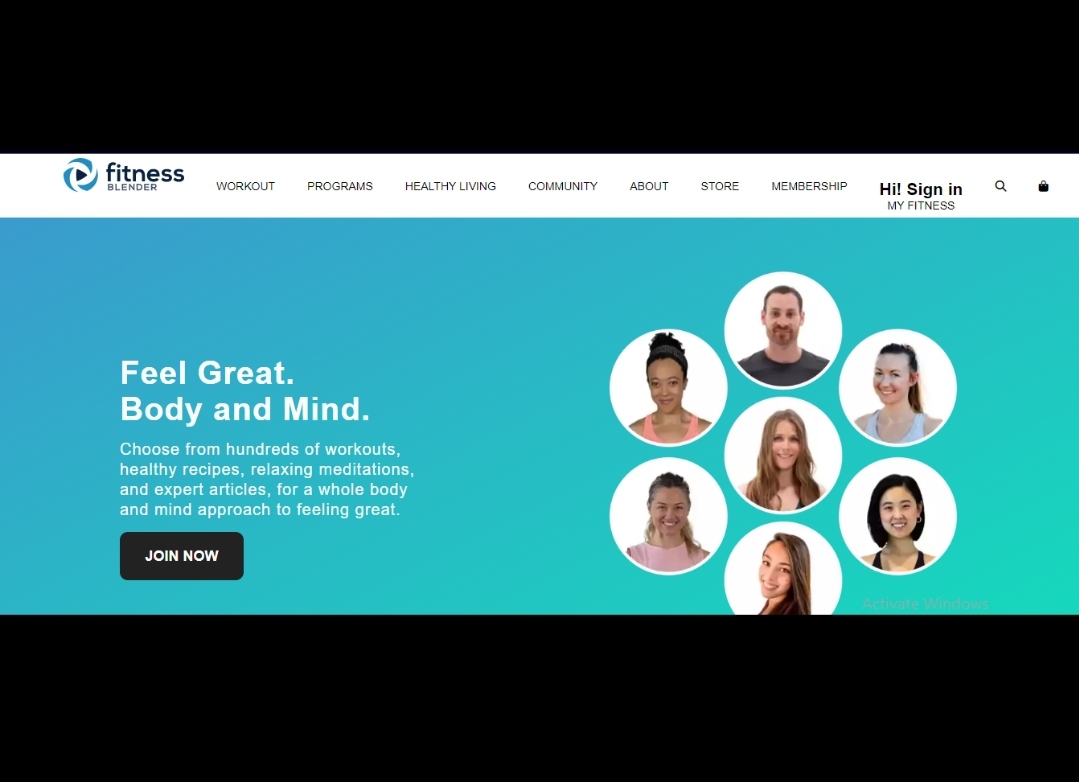 fitness
BLENDER
WORKOUT
PROGRAMS
HEALTHY LIVING
COMMUNITY
ABOUT
STORE
MEMBERSHIP
Hi! Sign in
MY FITNESS
Feel Great.
Body and Mind.
Choose from hundreds of workouts,
healthy recipes, relaxing meditations,
and expert articles, for a whole body
and mind approach to feeling great.
JOIN NOW
Activate Windows